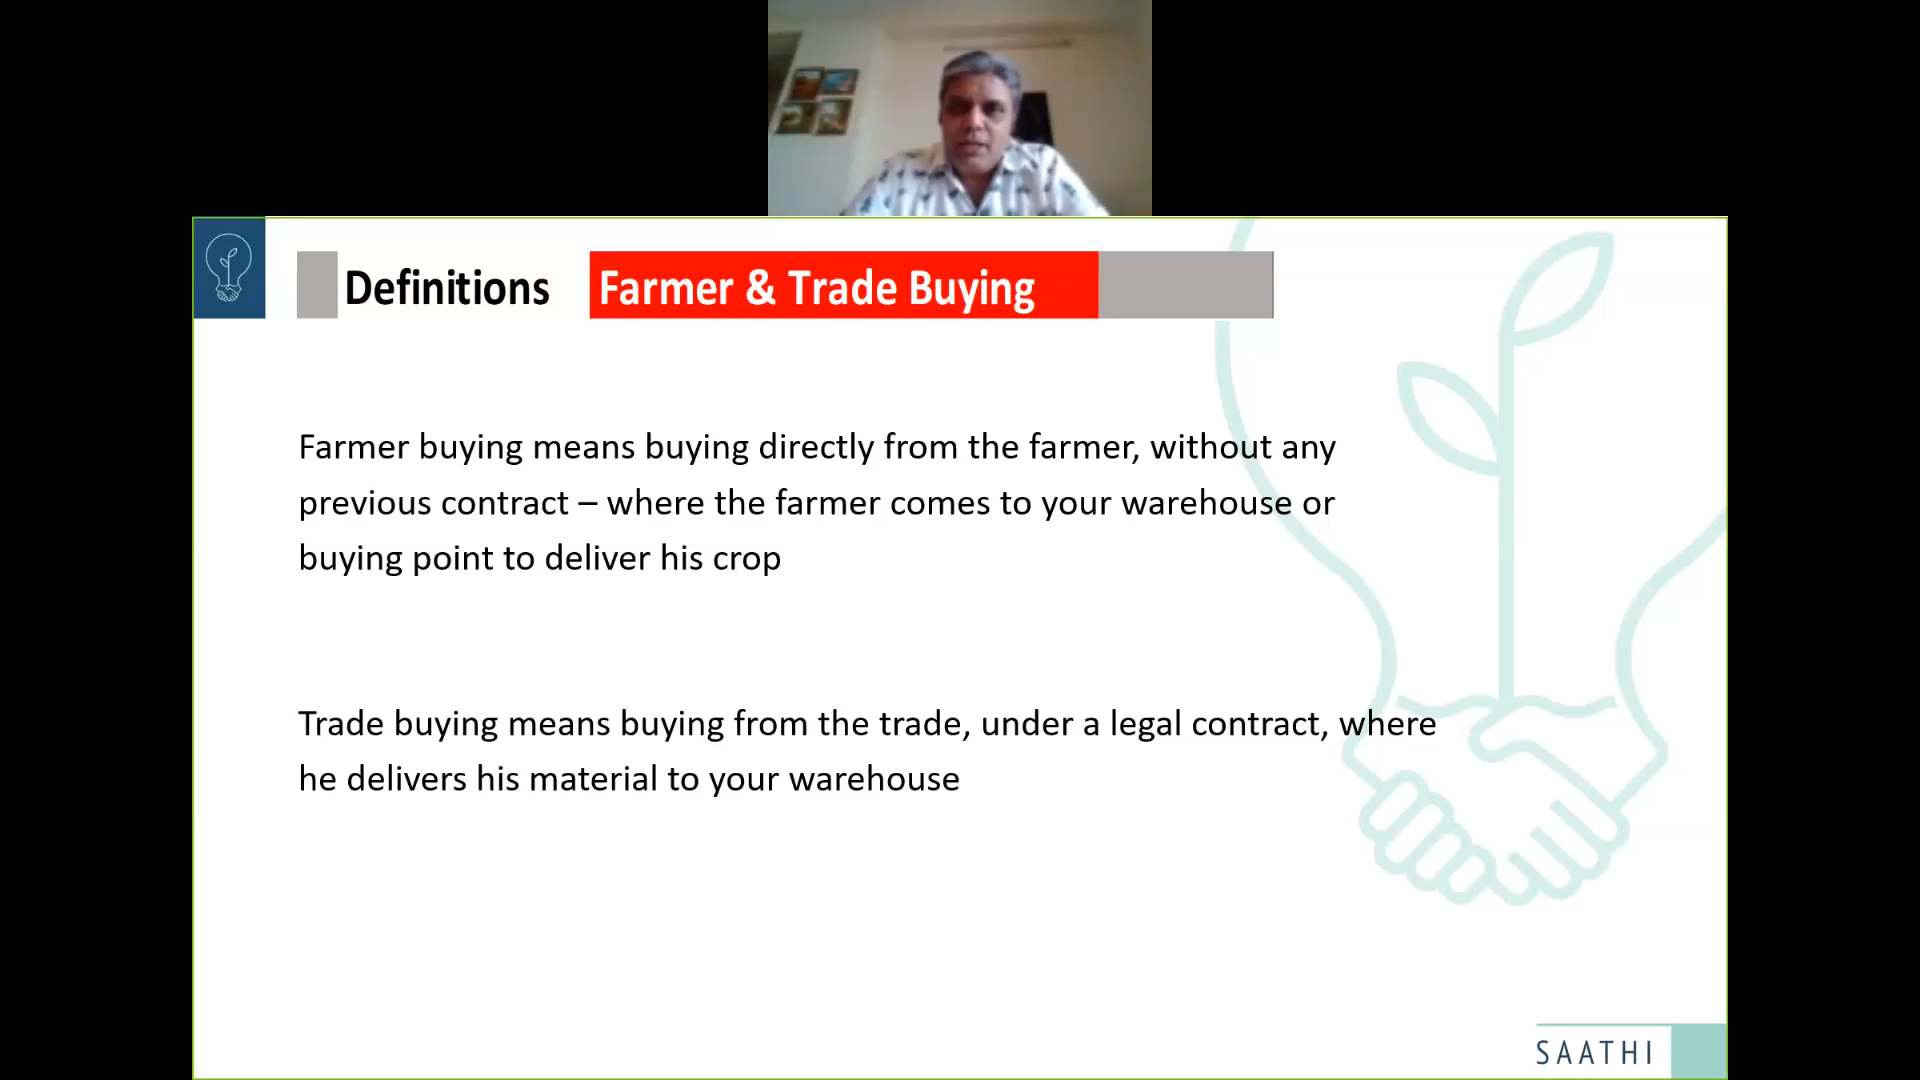 Definitions Farmer & Trade Buying
Farmer buying means buying directly from the farmer, without any
previous contract – where the farmer comes to your warehouse or
buying point to deliver his crop
Trade buying means buying from the trade, under a legal contract, where
he delivers his material to your warehouse
SAATHI